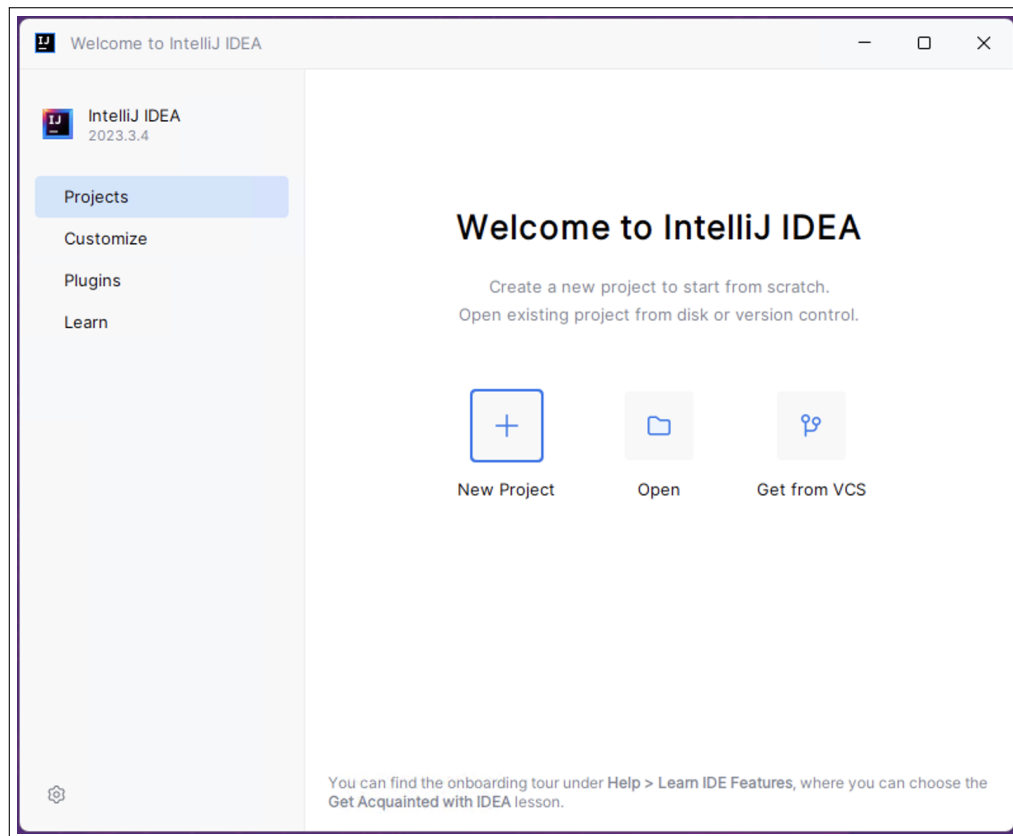 Welcome to IntelliJ IDEA
IntelliJ IDEA
2023.3.4
Projects
Customize
Plugins
Learn
Welcome to IntelliJ IDEA
Create a new project to start from scratch.
Open existing project from disk or version control.
New Project
Open
Get from VCS
You can find the onboarding tour under Help > Learn IDE Features, where you can choose the
Get Acquainted with IDEA lesson.